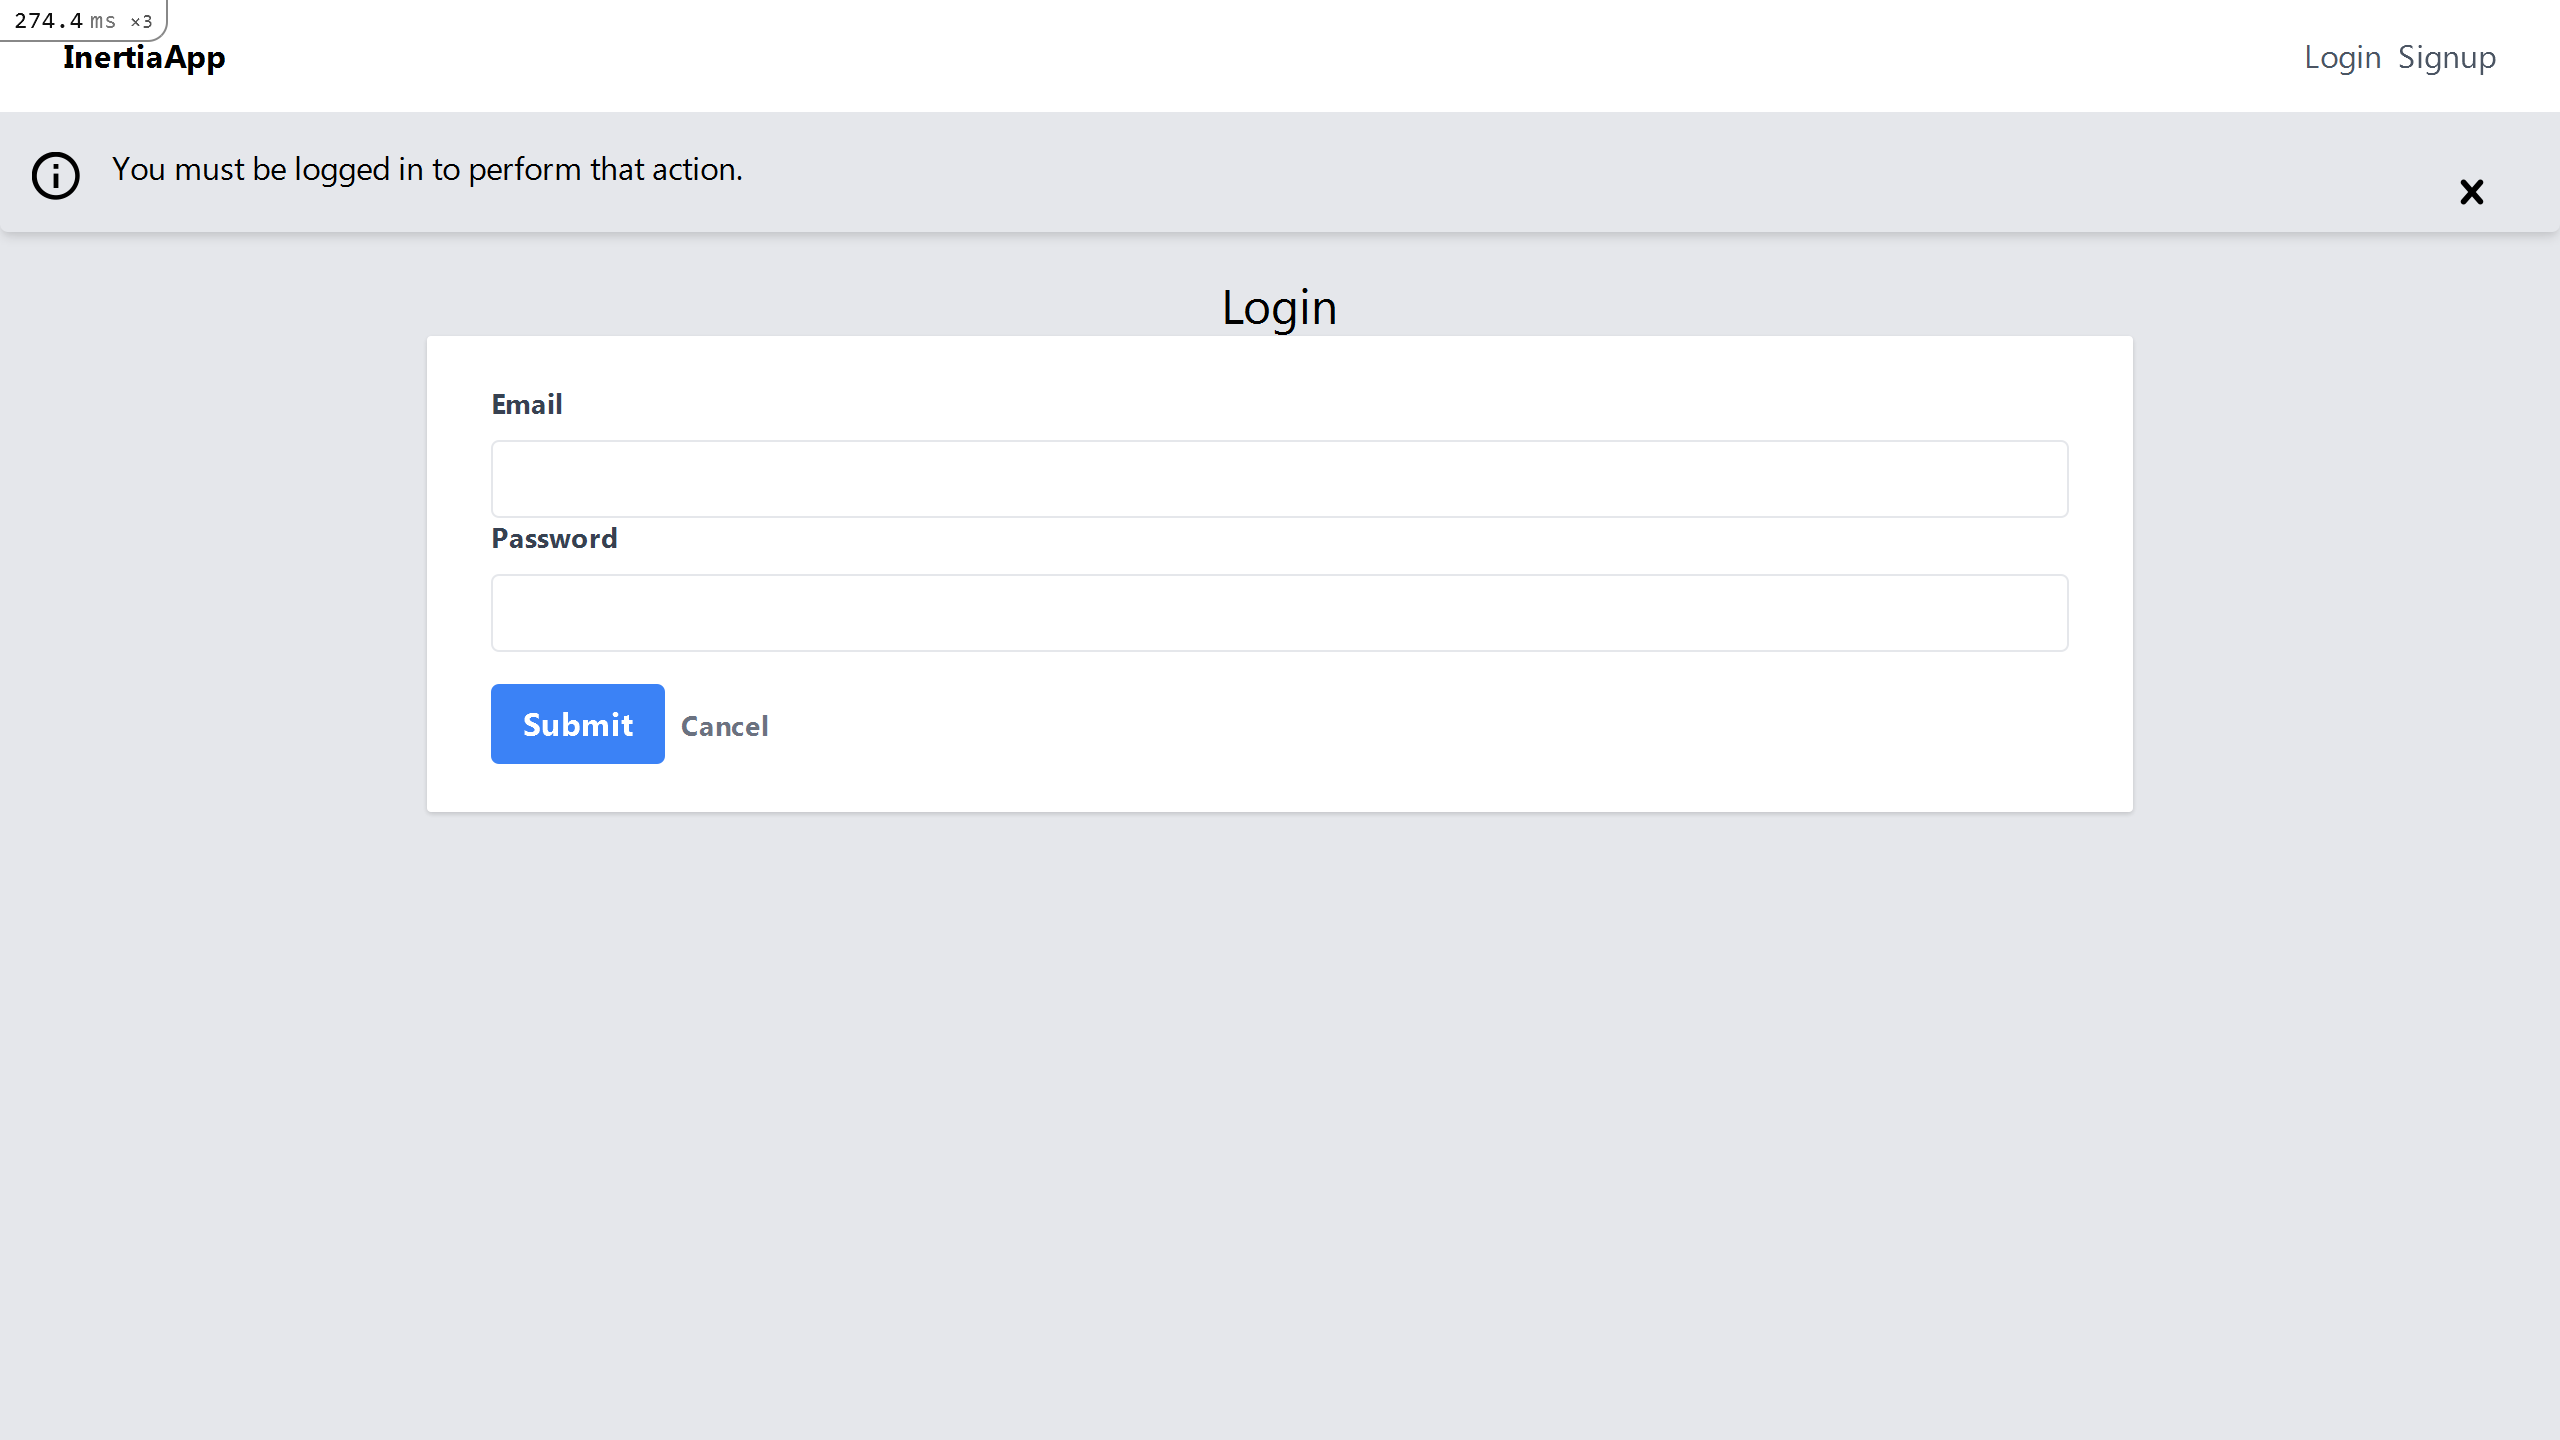 274.4 ms ×3
InertiaApp
Login Signup
You must be logged in to perform that action.
Login
Email
Password
Submit Cancel